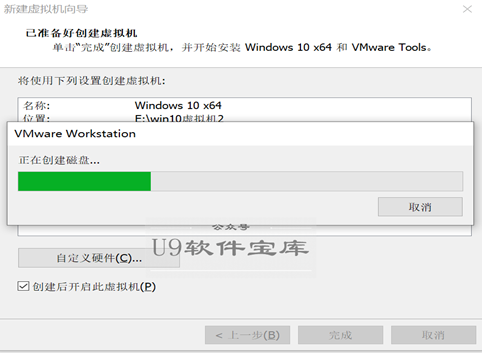 新建虚拟机向导
已准备好创建虚拟机
单击“完成”创建虚拟机，并开始安装 Windows 10 x64 和 VMware Tools。
将使用下列设置创建虚拟机:
名称: Windows 10 x64
位置: E:\win10虚拟机2
VMware Workstation
正在创建磁盘...
取消
公众号
U9软件宝库
自定义硬件(C)...
创建后开启此虚拟机(P)
< 上一步(B) 完成 取消